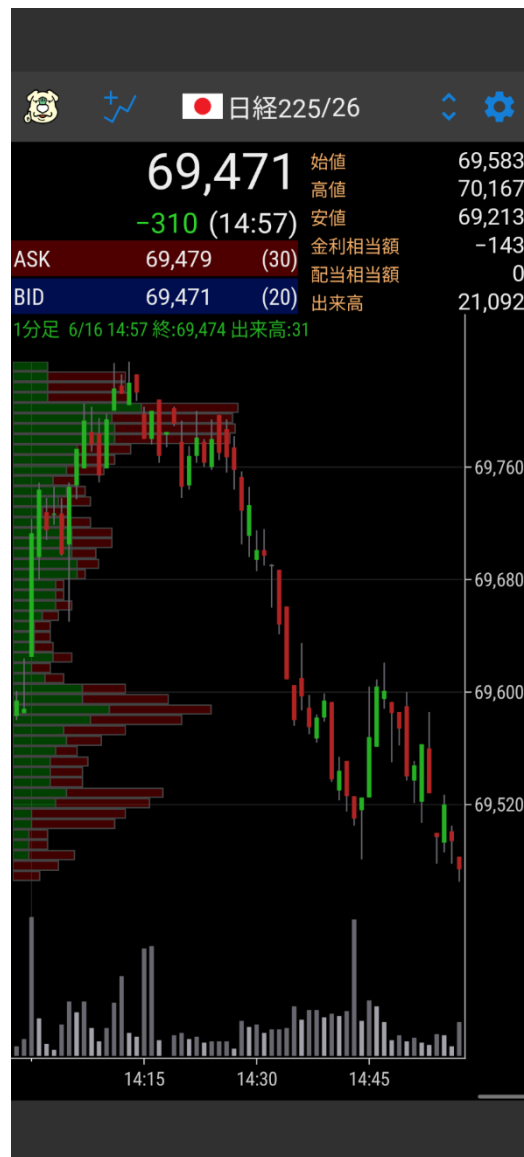 日経225/26
69,471
-310 (14:57)
始値 69,583
高値 70,167
安値 69,213
金利相当額 -143
配当相当額 0
出来高 21,092
ASK 69,479 (30)
BID 69,471 (20)
1分足 6/16 14:57 終:69,474 出来高:31
69,760
69,680
69,600
69,520
14:15 14:30 14:45